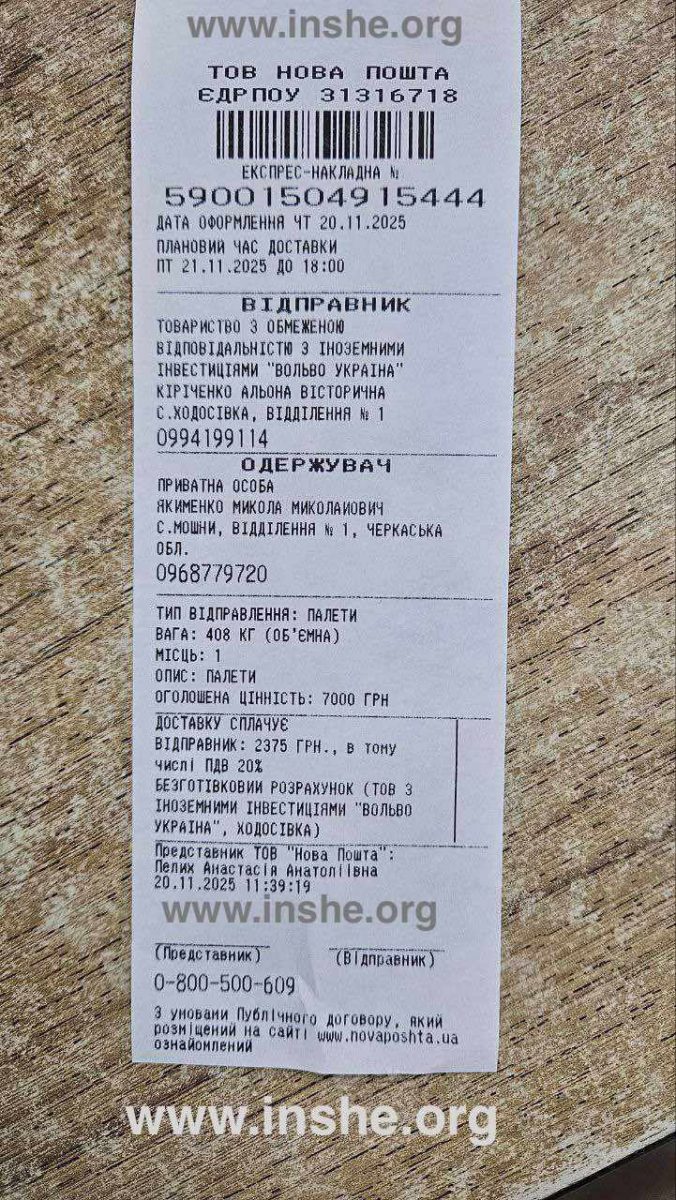 www.inshe.org
ТОВ НОВА ПОШТА
ЄДРПОУ 31316718
ЕКСПРЕС-НАКЛАДНА №
59001504915444
ДАТА ОФОРМЛЕННЯ ЧТ 20.11.2025
ПЛАНОВИЙ ЧАС ДОСТАВКИ
ПТ 21.11.2025 ДО 18:00
ВІДПРАВНИК
ТОВАРИСТВО З ОБМЕЖЕНОЮ
ВІДПОВІДАЛЬНІСТЮ З ІНОЗЕМНИМИ
ІНВЕСТИЦІЯМИ "ВОЛЬВО УКРАЇНА"
КІРІЧЕНКО АЛЬОНА ВІСТОРИЧНА
С.ХОДОСІВКА, ВІДДІЛЕННЯ № 1
0994199114
ОДЕРЖУВАЧ
ПРИВАТНА ОСОБА
ЯКИМЕНКО МИКОЛА МИКОЛАИОВИЧ
С.МОШНИ, ВІДДІЛЕННЯ № 1, ЧЕРКАСЬКА
ОБЛ.
0968779720
ТИП ВІДПРАВЛЕННЯ: ПАЛЕТИ
ВАГА: 408 КГ (ОБ'ЄМНА)
МІСЦЬ: 1
ОПИС: ПАЛЕТИ
ОГОЛОШЕНА ЦІННІСТЬ: 7000 ГРН
ДОСТАВКУ СПЛАЧУЄ
ВІДПРАВНИК: 2375 ГРН., в тому
числі ПДВ 20%
БЕЗГОТІВКОВИЙ РОЗРАХУНОК (ТОВ З
ІНОЗЕМНИМИ ІНВЕСТИЦІЯМИ "ВОЛЬВО
УКРАЇНА", ХОДОСІВКА)
Представник ТОВ "Нова Пошта":
Пелих Анастасія Анатоліївна
20.11.2025 11:39:19
www.inshe.org
(Представник) (Відправник)
0-800-500-609
З умовами Публічного договору, який
розміщений на сайті www.novaposhta.ua
ознайомлений
www.inshe.org